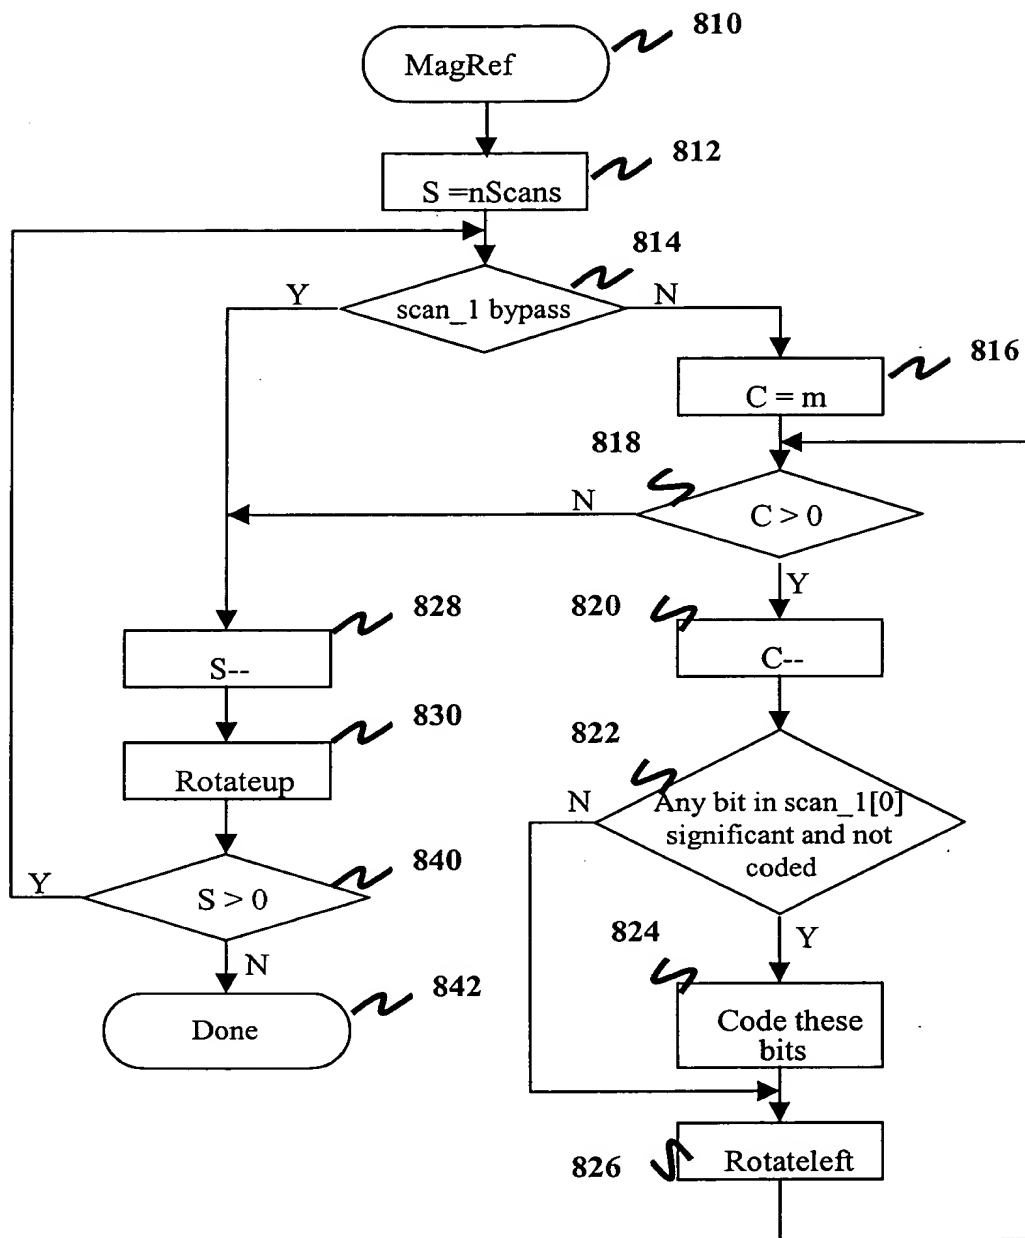 810
MagRef
812
S =nScans
814
Y
N
scan_1 bypass
816
C = m
818
N
C > 0
Y
828
820
S--
C--
830
822
Rotateup
N
Any bit in scan_1[0]
significant and not
coded
840
Y
S > 0
824
Y
N
842
Done
Code these
bits
826
Rotateleft